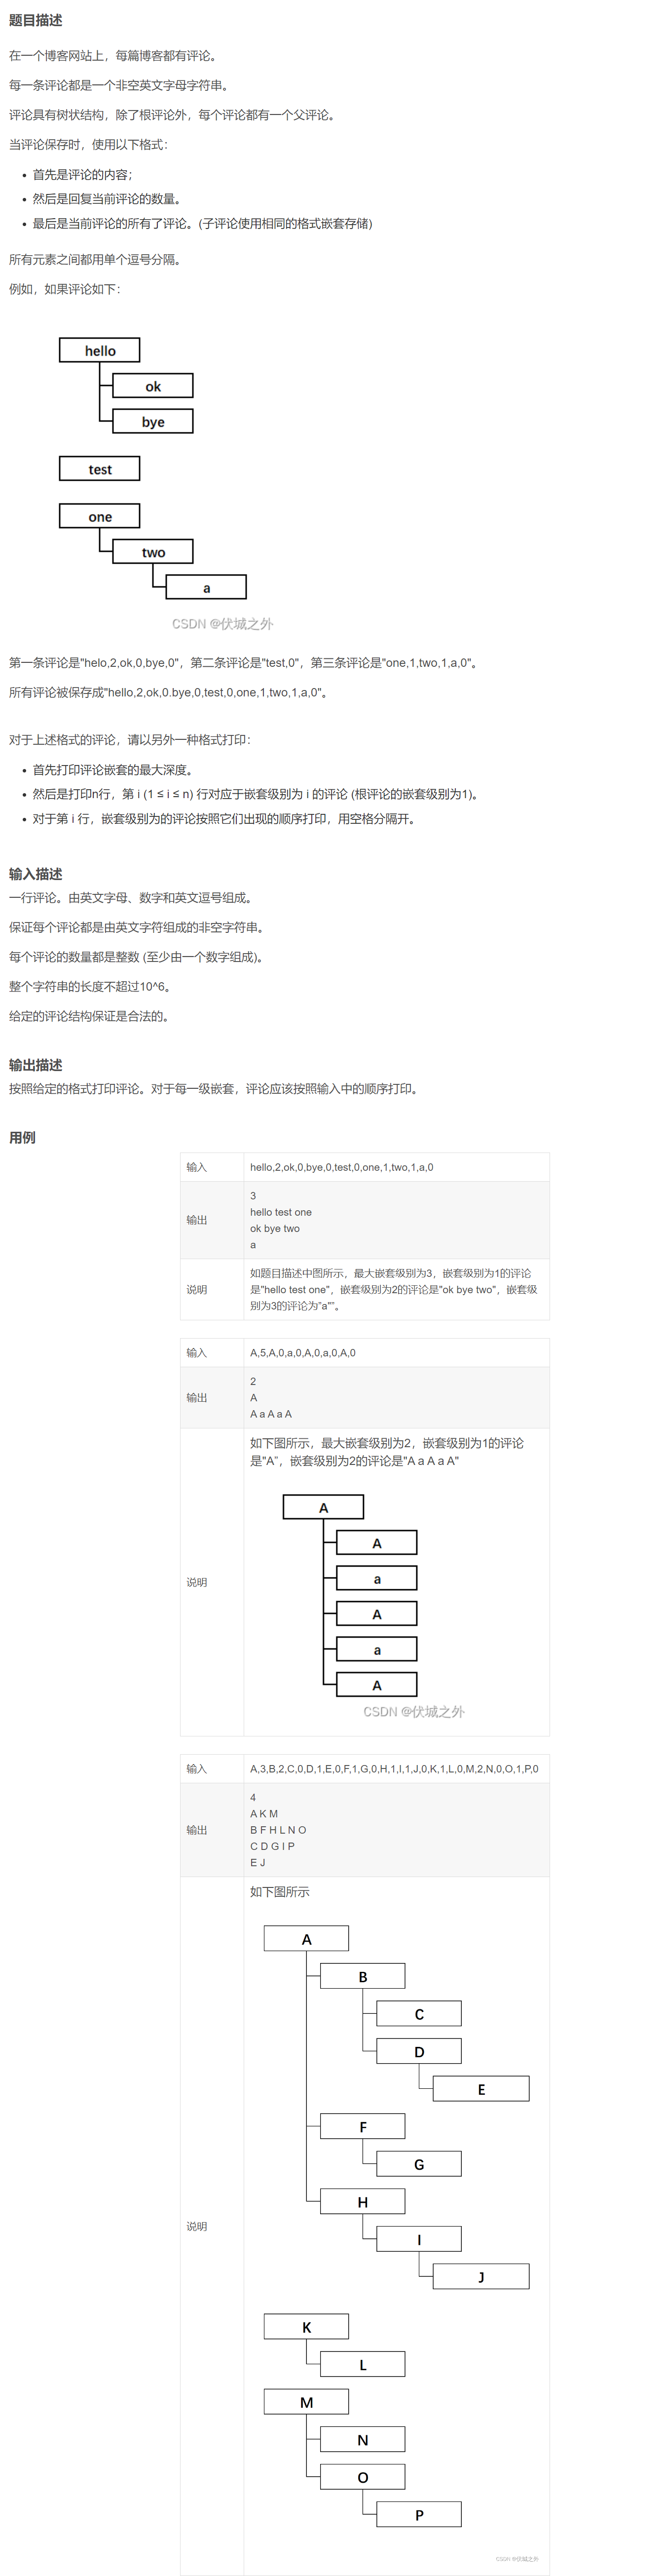 题目描述
在一个博客网站上，每篇博客都有评论。
每一条评论都是一个非空英文字母字符串。
评论具有树状结构，除了根评论外，每个评论都有一个父评论。
当评论保存时，使用以下格式：
首先是评论的内容；
然后是回复当前评论的数量。
最后是当前评论的所有了评论。(子评论使用相同的格式嵌套存储)
所有元素之间都用单个逗号分隔。
例如，如果评论如下：
hello
ok
bye
test
one
two
a
CSDN @伏城之外
第一条评论是"helo,2,ok,0,bye,0"，第二条评论是"test,0"，第三条评论是"one,1,two,1,a,0"。
所有评论被保存成"hello,2,ok,0.bye,0,test,0,one,1,two,1,a,0"。
对于上述格式的评论，请以另外一种格式打印：
首先打印评论嵌套的最大深度。
然后是打印n行，第 i (1 ≤ i ≤ n) 行对应于嵌套级别为 i 的评论 (根评论的嵌套级别为1)。
对于第 i 行，嵌套级别为的评论按照它们出现的顺序打印，用空格分隔开。
输入描述
一行评论。由英文字母、数字和英文逗号组成。
保证每个评论都是由英文字符组成的非空字符串。
每个评论的数量都是整数 (至少由一个数字组成)。
整个字符串的长度不超过10^6。
给定的评论结构保证是合法的。
输出描述
按照给定的格式打印评论。对于每一级嵌套，评论应该按照输入中的顺序打印。
用例
输入 hello,2,ok,0,bye,0,test,0,one,1,two,1,a,0
输出
3
hello test one
ok bye two
a
说明
如题目描述中图所示，最大嵌套级别为3，嵌套级别为1的评论
是"hello test one"，嵌套级别为2的评论是"ok bye two"，嵌套级
别为3的评论为"a""。
输入 A,5,A,0,a,0,A,0,a,0,A,0
输出
2
A
A a A a A
说明
如下图所示，最大嵌套级别为2，嵌套级别为1的评论
是"A"，嵌套级别为2的评论是"A a A a A"
A
A
a
A
a
A
CSDN @伏城之外
输入 A,3,B,2,C,0,D,1,E,0,F,1,G,0,H,1,I,1,J,0,K,1,L,0,M,2,N,0,O,1,P,0
输出
4
A K M
B F H L N O
C D G I P
E J
说明
如下图所示
A
B
C
D
E
F
G
H
I
J
K
L
M
N
O
P
CSDN @伏城之外